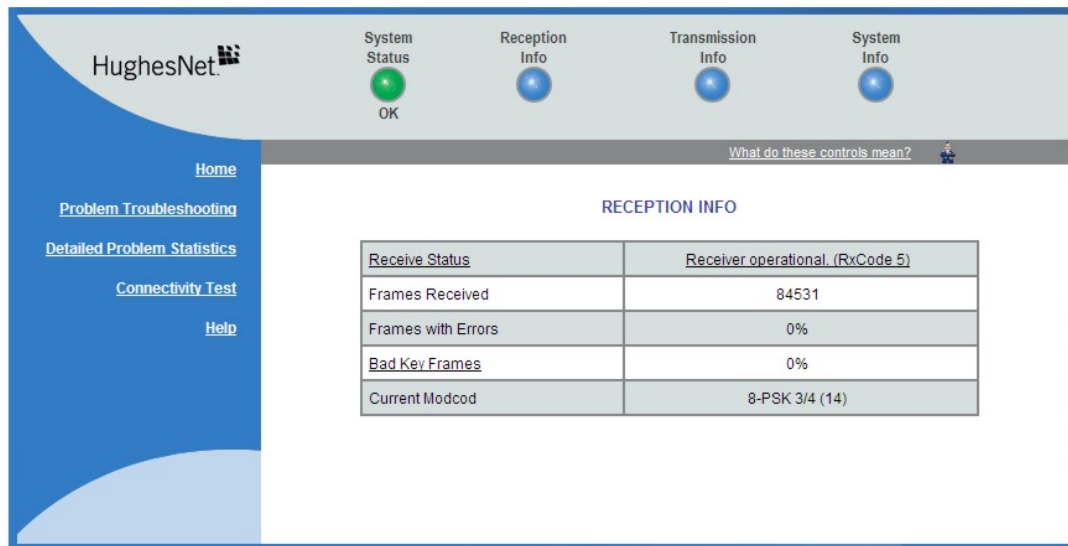 HughesNet.
System
Status
OK
Reception
Info
Transmission
Info
System
Info
What do these controls mean?
Home
Problem Troubleshooting
Detailed Problem Statistics
Connectivity Test
Help
RECEPTION INFO
Receive Status Receiver operational. (RxCode 5)
Frames Received 84531
Frames with Errors 0%
Bad Key Frames 0%
Current Modcod 8-PSK 3/4 (14)